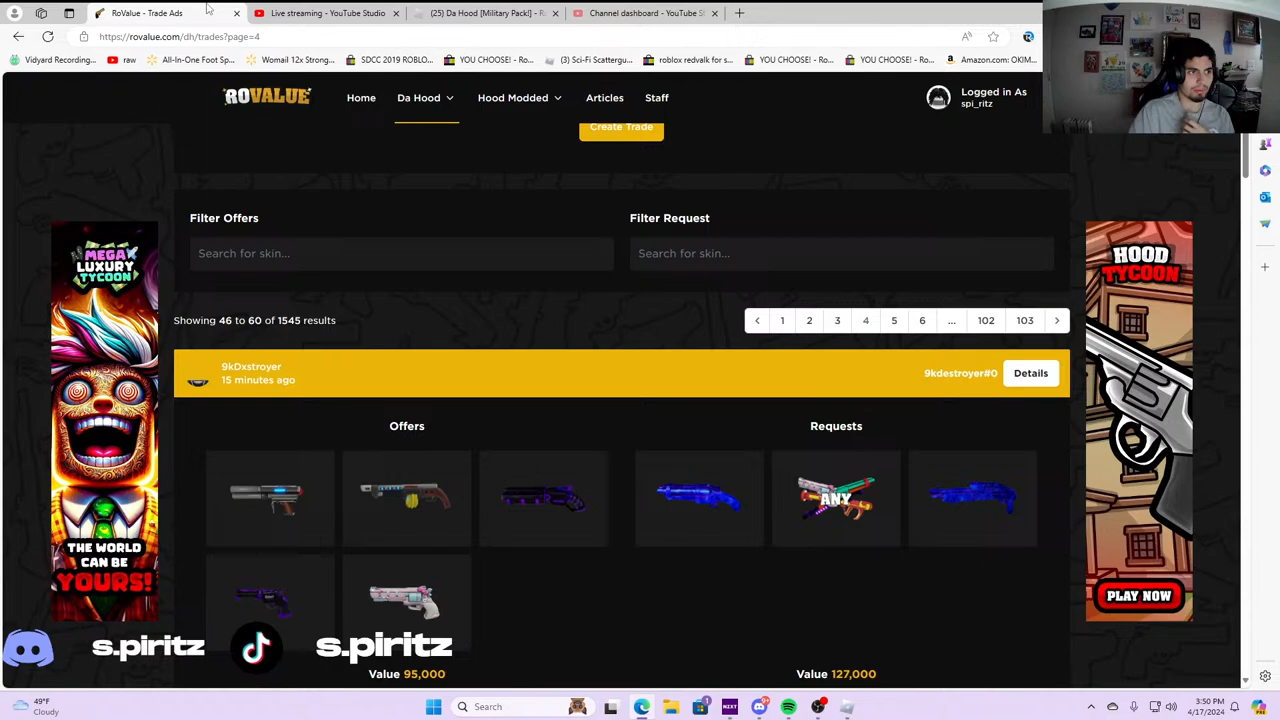 RoValue - Trade Ads
Live streaming - YouTube Studio
(25) Da Hood [Military Pack!] - Ro
Channel dashboard - YouTube St
https://rovalue.com/dh/trades?page=4
Vidyard Recording...
raw
All-In-One Foot Sp...
Womail 12x Strong...
SDCC 2019 ROBLO...
YOU CHOOSE! - Ro...
(3) Sci-Fi Scattergu...
roblox redvalk for s...
YOU CHOOSE! - Ro...
YOU CHOOSE! - Ro...
Amazon.com: OKIM...
ROVALUE
Home
Da Hood
Hood Modded
Articles
Staff
Logged in As
spi_ritz
Create Trade
Filter Offers
Filter Request
Search for skin...
Search for skin...
Showing 46 to 60 of 1545 results
1 2 3 4 5 6 ... 102 103
9kDxstroyer
15 minutes ago
9kdestroyer#0
Details
Offers
Requests
ANY
Value 95,000
Value 127,000
MEGA
LUXURY
TYCOON
THE WORLD
CAN BE
YOURS!
HOOD
TYCOON
PLAY NOW
s.piritz
s.piritz
49°F
Cloudy
Search
NZXT
3:50 PM
4/17/2024